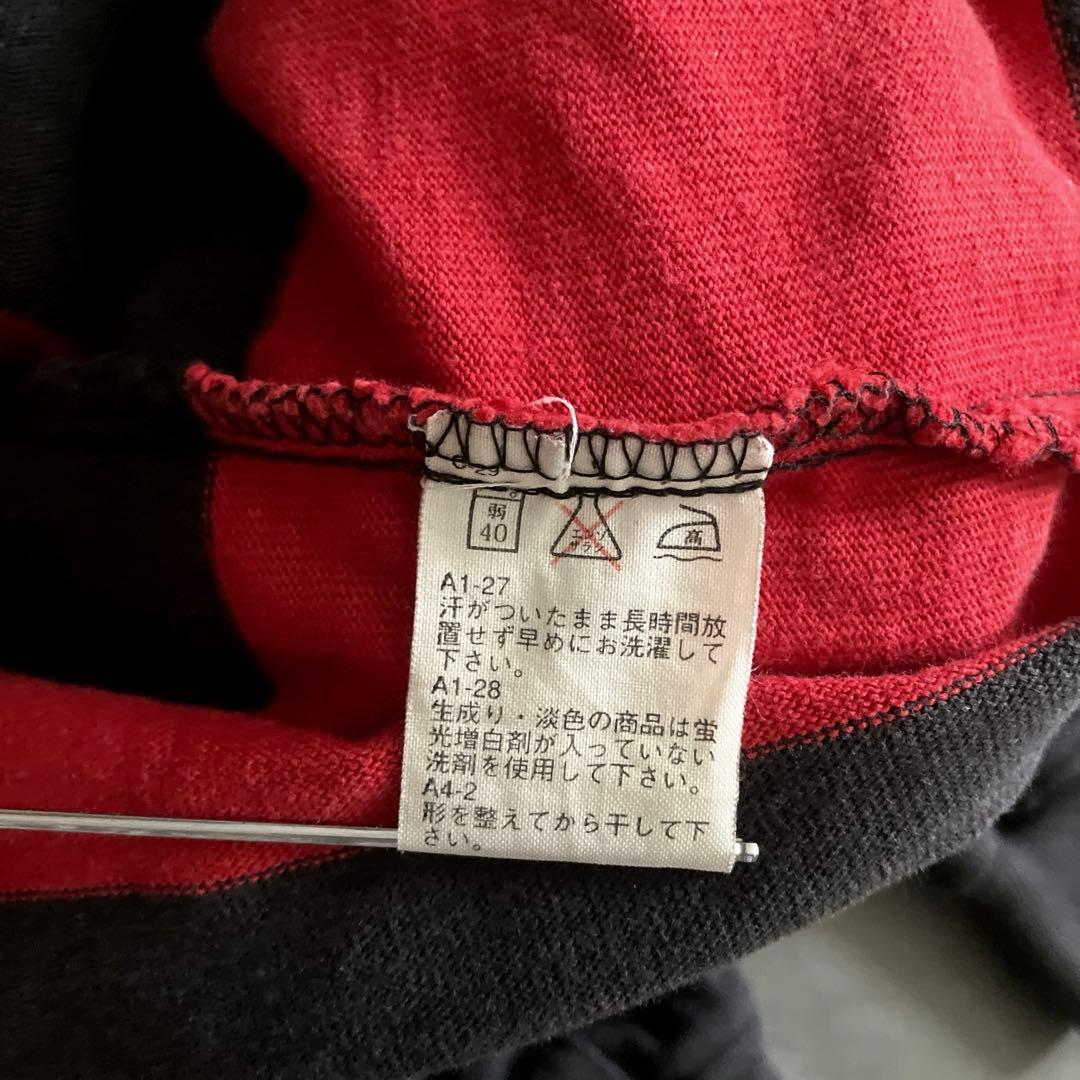 弱
40
高
A1-27
汗がついたまま長時間放
置せず早めにお洗濯して
下さい。
A1-28
生成り・淡色の商品は蛍
光増白剤が入っていない
洗剤を使用して下さい。
A4-2
形を整えてから干して下
さい。